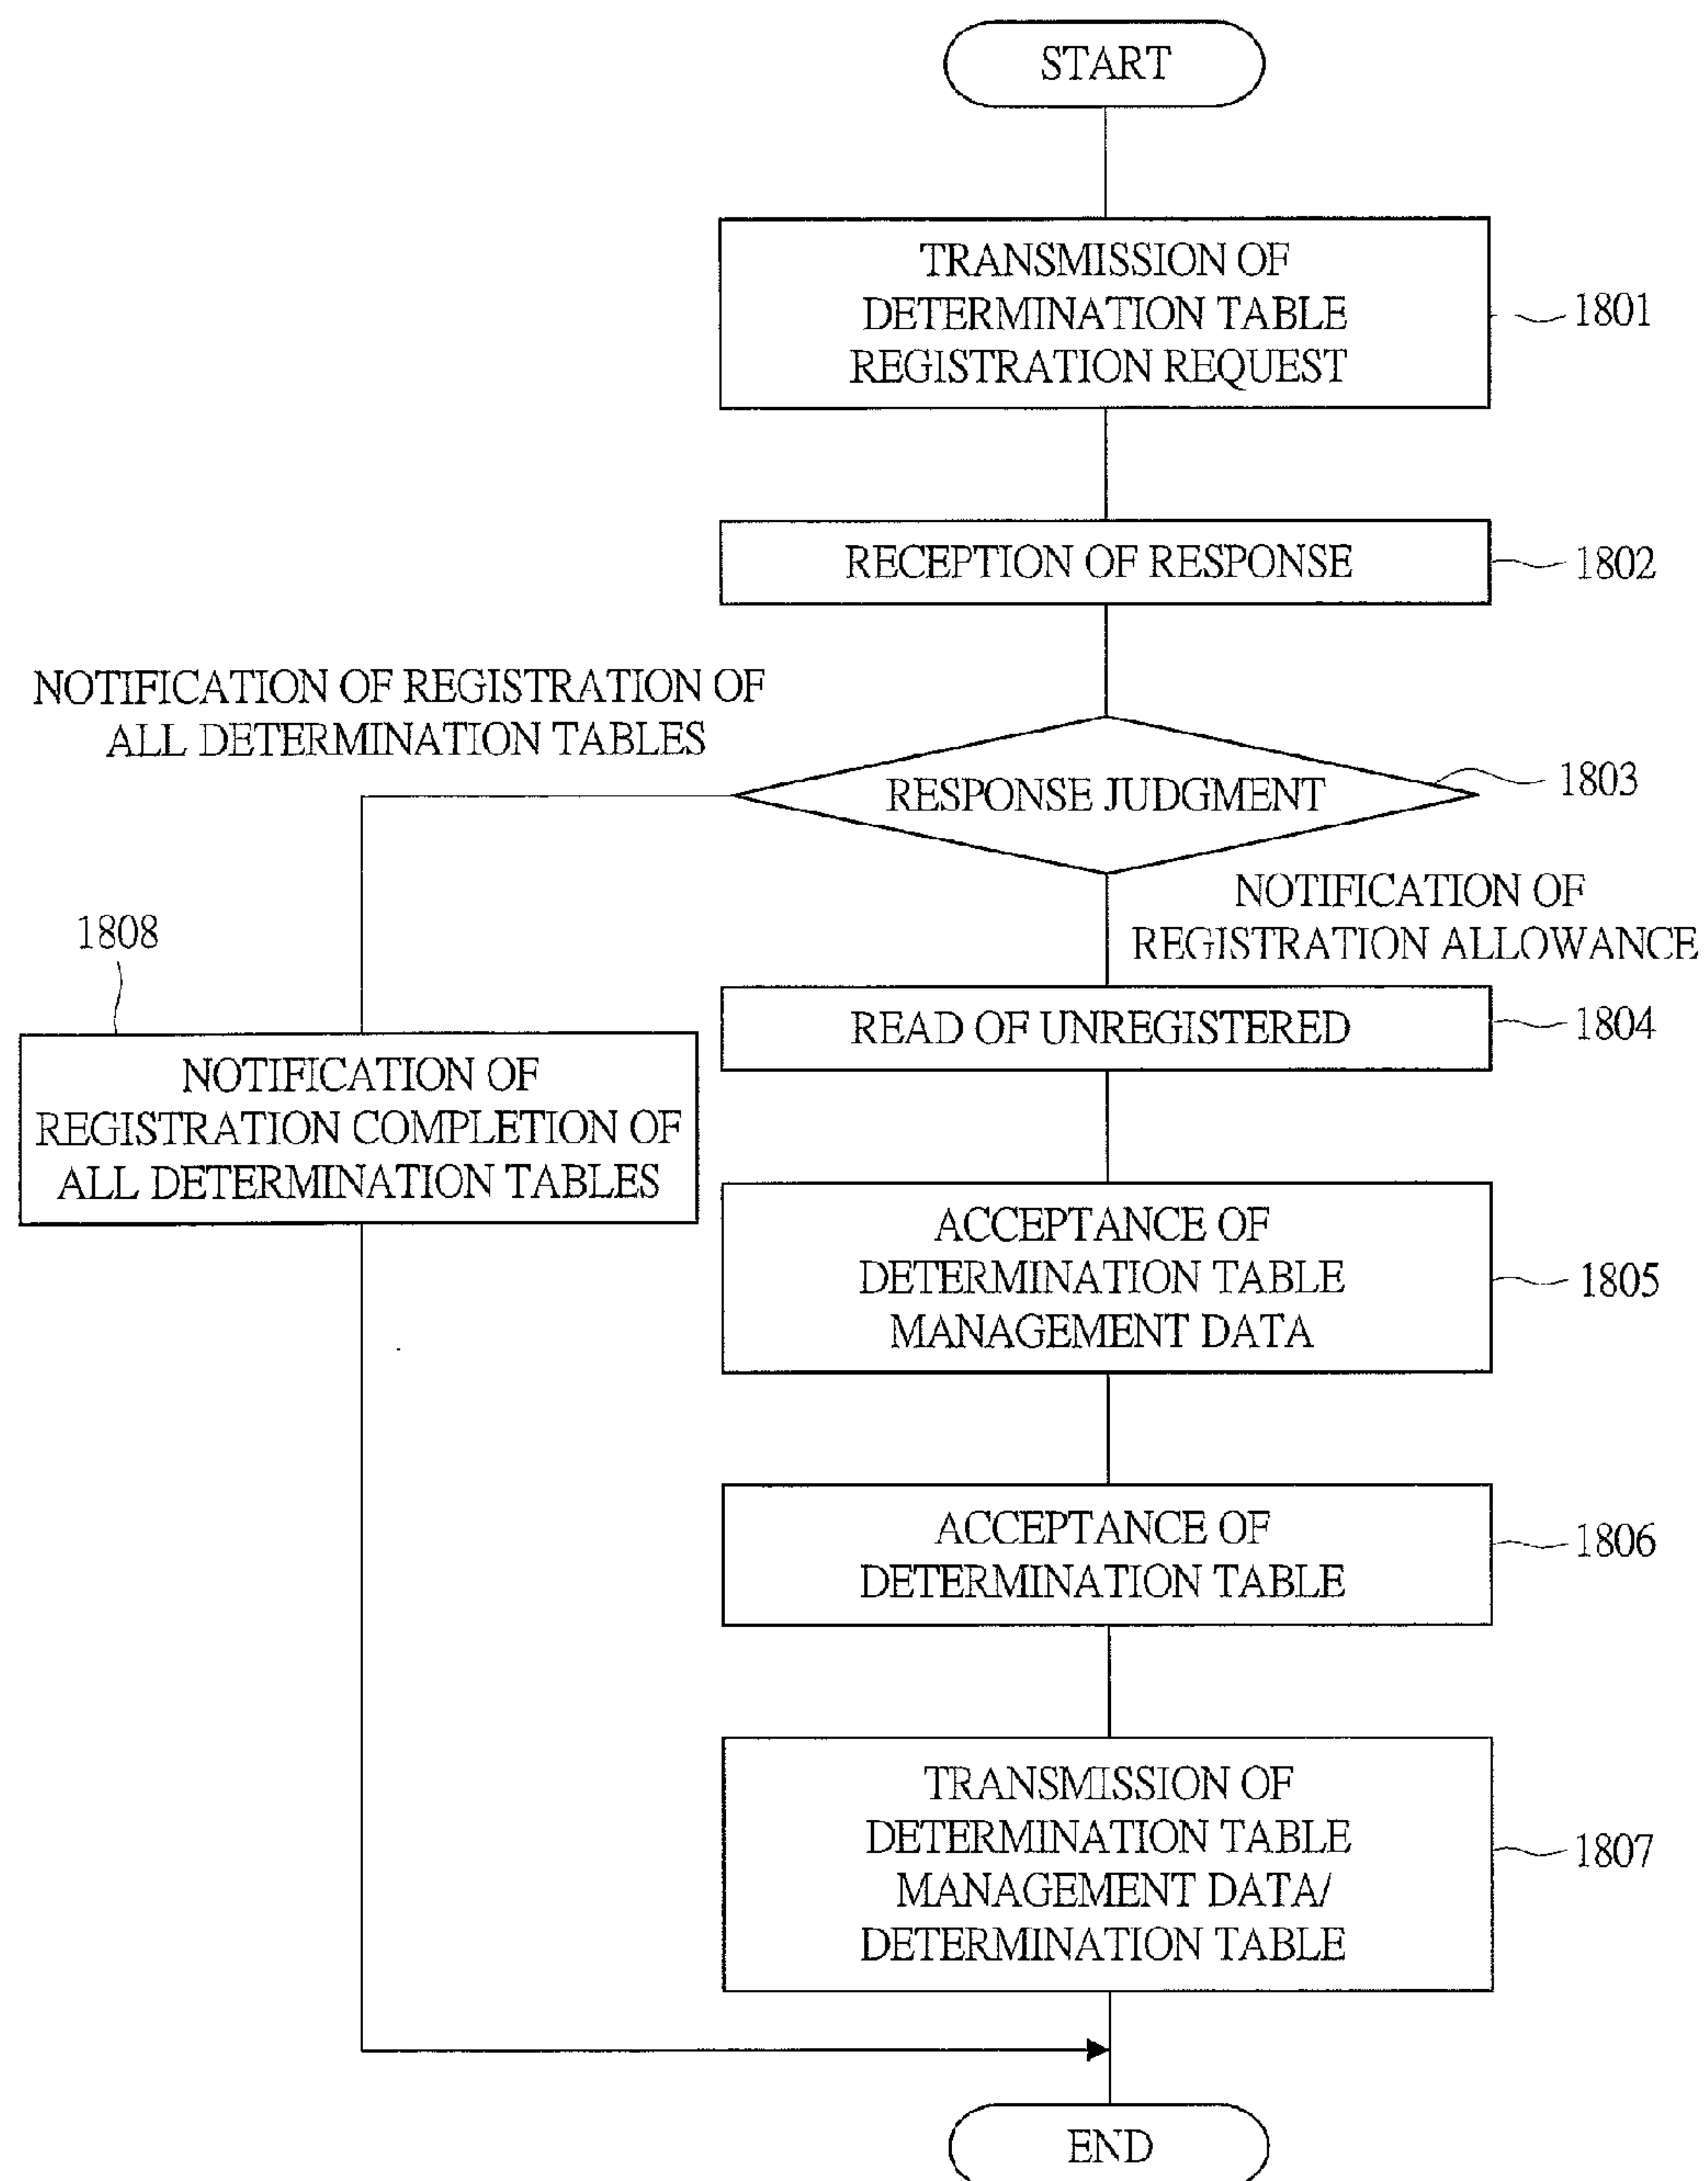 START
TRANSMISSION OF
DETERMINATION TABLE
REGISTRATION REQUEST
1801
RECEPTION OF RESPONSE
1802
NOTIFICATION OF REGISTRATION OF
ALL DETERMINATION TABLES
RESPONSE JUDGMENT
1803
NOTIFICATION OF
REGISTRATION ALLOWANCE
1808
NOTIFICATION OF
REGISTRATION COMPLETION OF
ALL DETERMINATION TABLES
READ OF UNREGISTERED
1804
ACCEPTANCE OF
DETERMINATION TABLE
MANAGEMENT DATA
1805
ACCEPTANCE OF
DETERMINATION TABLE
1806
TRANSMISSION OF
DETERMINATION TABLE
MANAGEMENT DATA/
DETERMINATION TABLE
1807
END